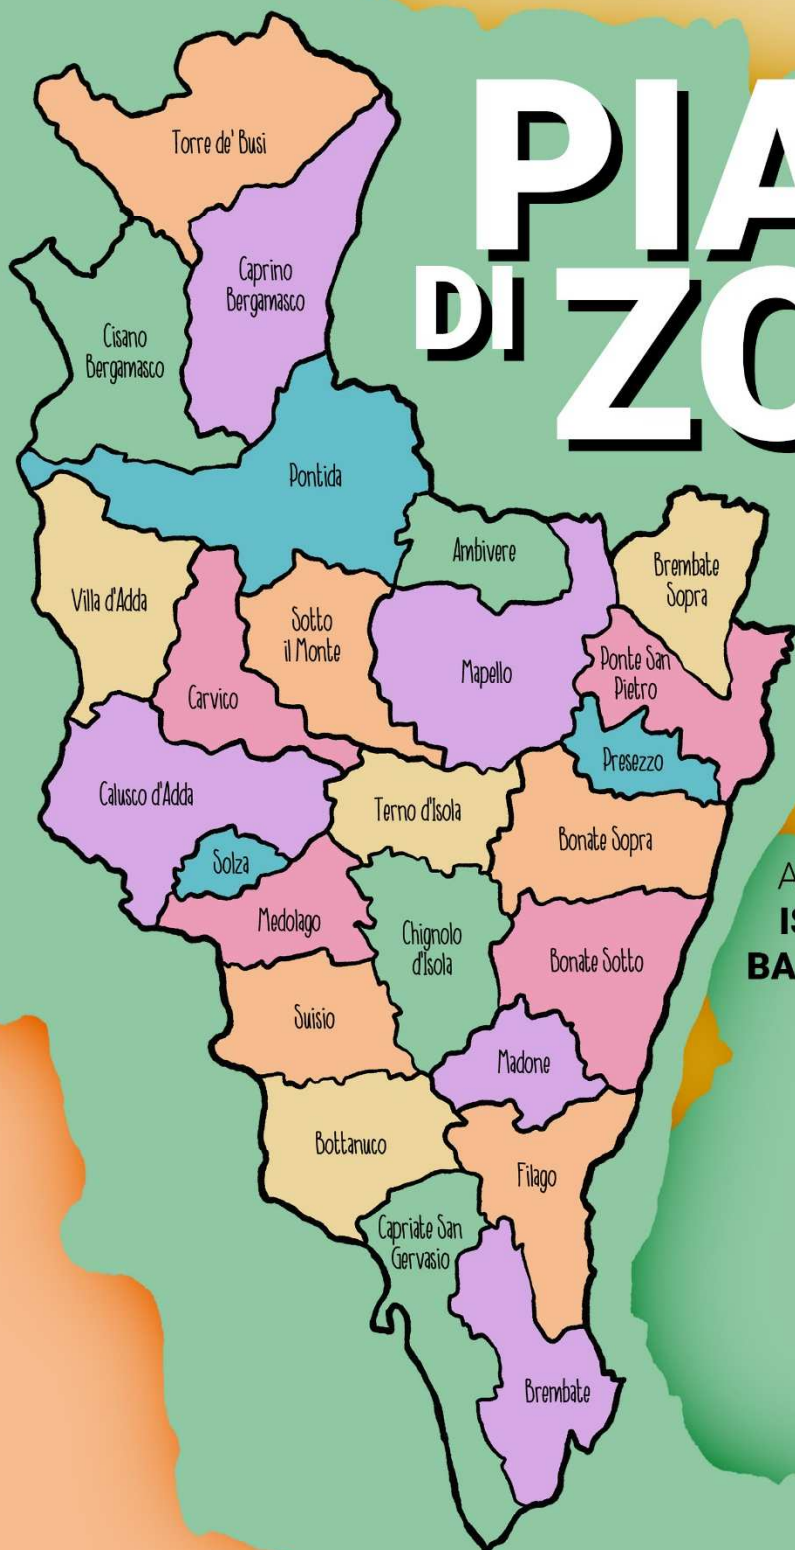 PIA
DI ZO
Torre de' Busi
Caprino
Bergamasco
Cisano
Bergamasco
Pontida
Ambivere
Brembate
Sopra
Villa d'Adda
Sotto
il Monte
Mapello
Ponte San
Pietro
Carvico
Presezzo
Calusco d'Adda
Terno d'Isola
Bonate Sopra
Solza
Medolago
Chignolo
d'Isola
Bonate Sotto
A
IS
BA
Suisio
Madone
Bottanuco
Filago
Capriate San
Gervasio
Brembate